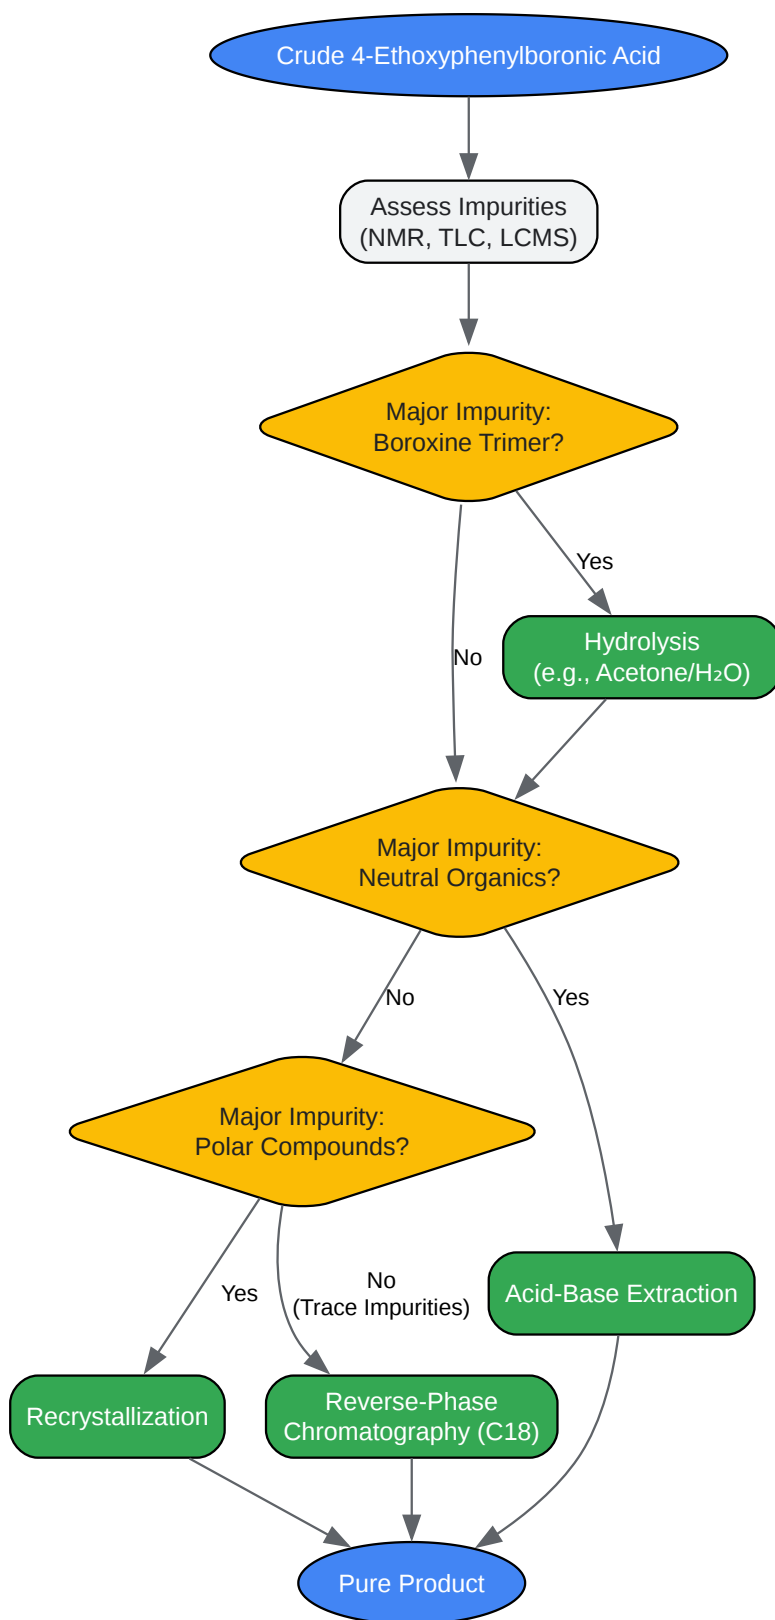 Crude 4-Ethoxyphenylboronic Acid
Assess Impurities
(NMR, TLC, LCMS)
Major Impurity:
Boroxine Trimer?
Yes
Hydrolysis
(e.g., Acetone/H₂O)
No
Major Impurity:
Neutral Organics?
No
Yes
Major Impurity:
Polar Compounds?
Yes
No
(Trace Impurities)
Acid-Base Extraction
Recrystallization
Reverse-Phase
Chromatography (C18)
Pure Product